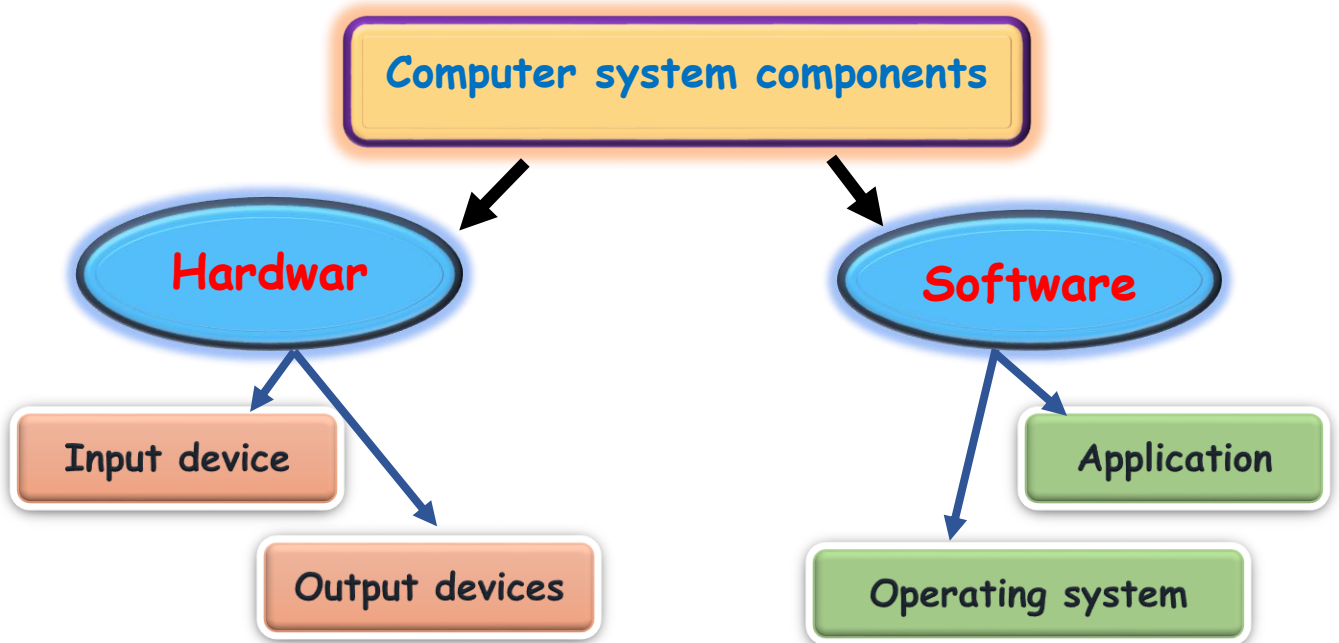 Computer system components
Hardwar
Software
Input device
Application
Output devices
Operating system